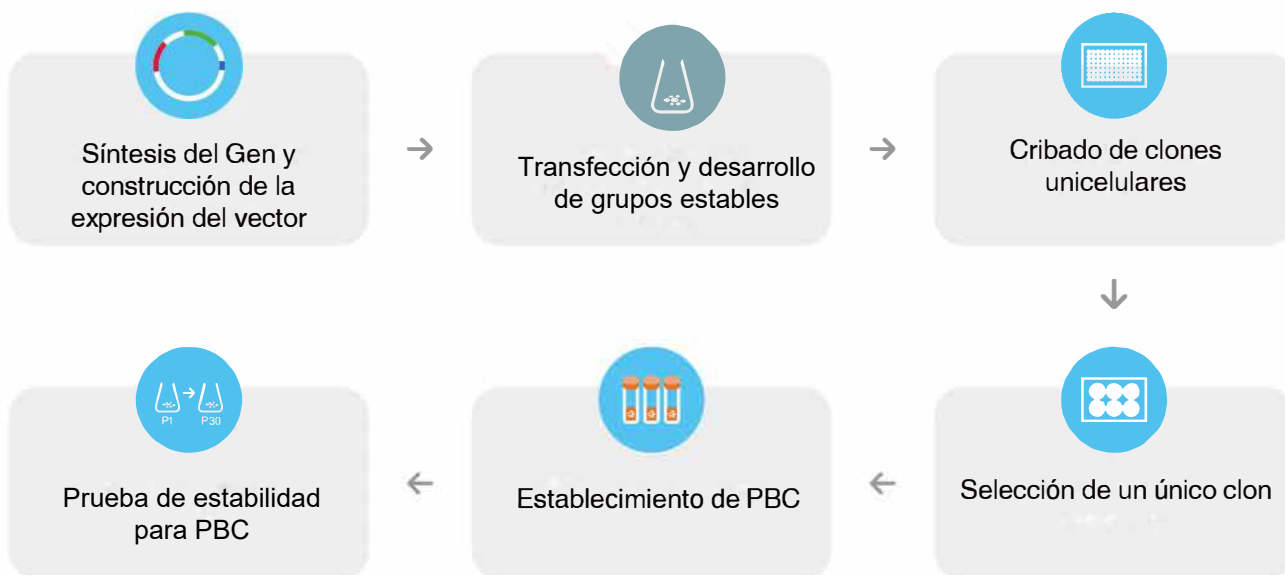 Síntesis del Gen y
construcción de la
expresión del vector
Transfección y desarrollo
de grupos estables
Cribado de clones
unicelulares
Selección de un único clon
Establecimiento de PBC
P1
P30
Prueba de estabilidad
para PBC